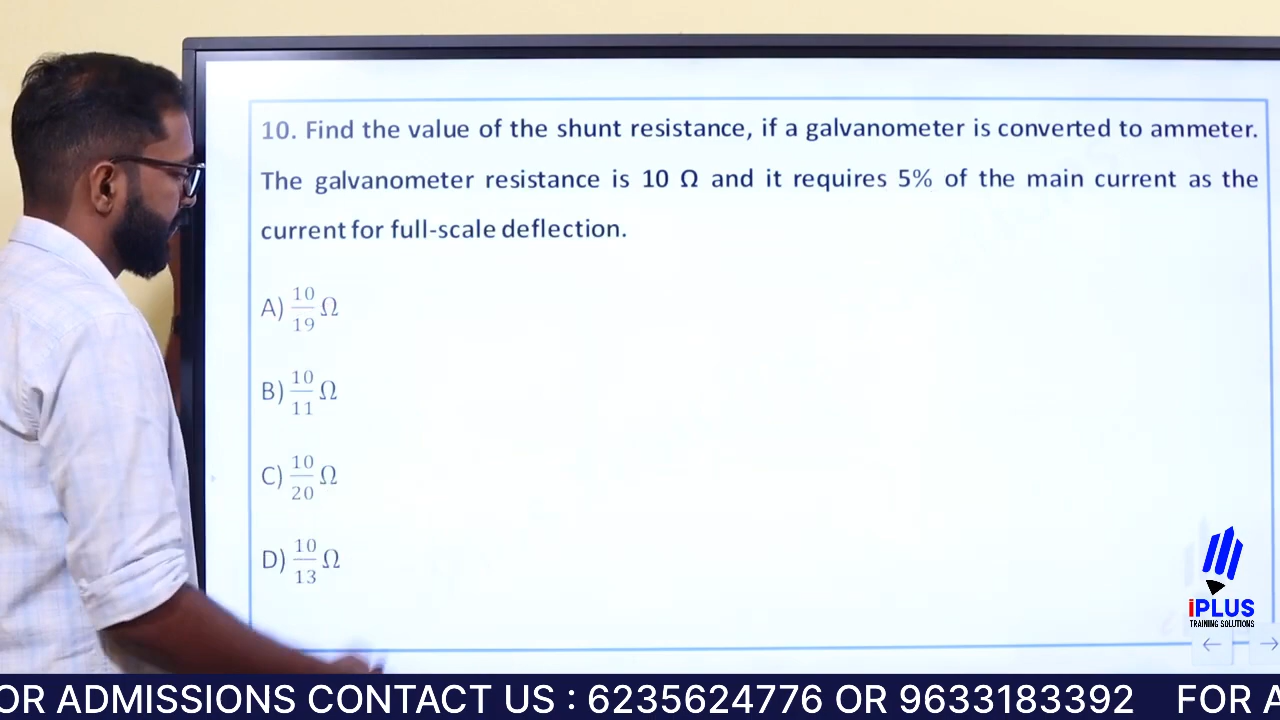 10. Find the value of the shunt resistance, if a galvanometer is converted to ammeter.
The galvanometer resistance is 10 Ω and it requires 5% of the main current as the
current for full-scale deflection.
A) 10/19 Ω
B) 10/11 Ω
C) 10/20 Ω
D) 10/13 Ω
iPLUS
TRAINING SOLUTIONS
OR ADMISSIONS CONTACT US : 6235624776 OR 9633183392 FOR A